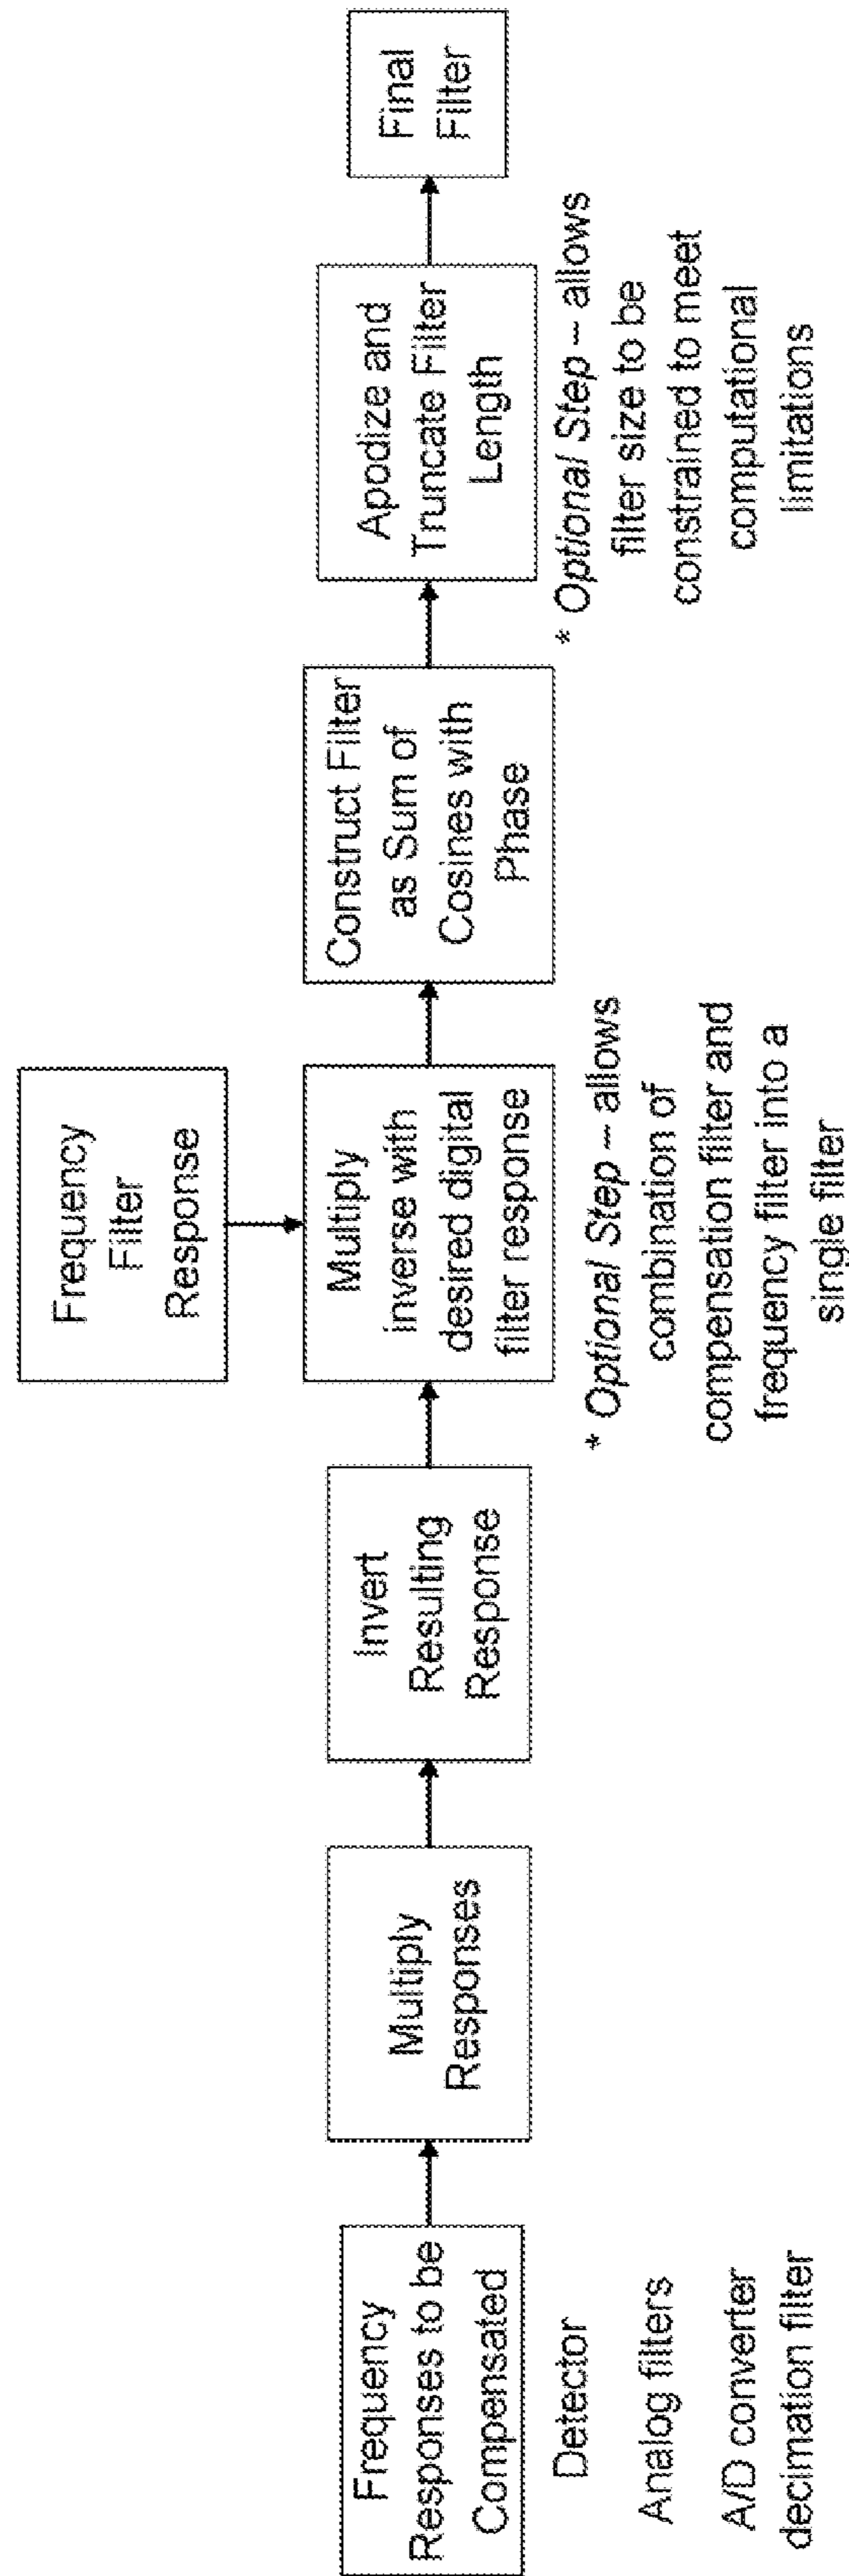 Frequency
Responses to be
Compensated
Detector
Analog filters
A/D converter
decimation filter
Multiply
Responses
Invert
Resulting
Response
Frequency
Filter
Response
Multiply
inverse with
desired digital
filter response
* Optional Step – allows
combination of
compensation filter and
frequency filter into a
single filter
Construct Filter
as Sum of
Cosines with
Phase
Apodize and
Truncate Filter
Length
* Optional Step – allows
filter size to be
constrained to meet
computational
limitations
Final
Filter